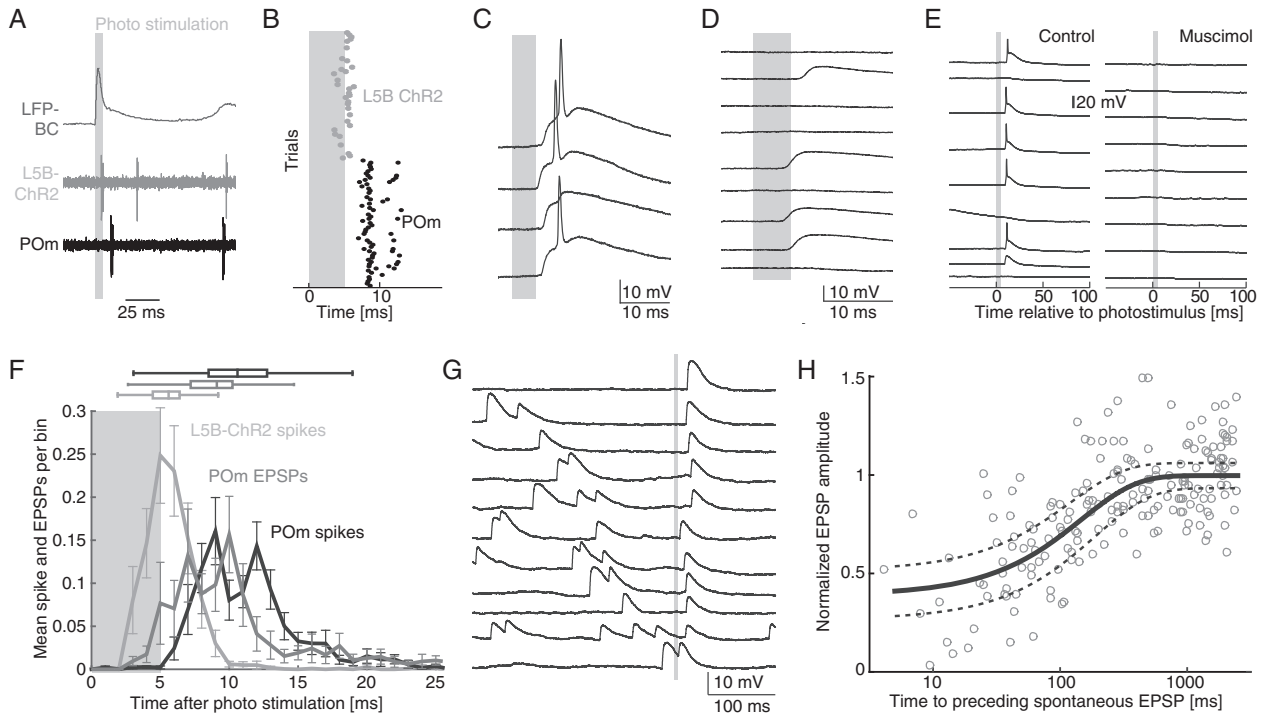 A
Photo stimulation
LFP-
BC
L5B-
ChR2
POm
25 ms
B
Trials
L5B ChR2
POm
0
10
Time [ms]
C
10 mV
10 ms
D
10 mV
10 ms
E
Control
Muscimol
20 mV
0
50
100
0
50
100
Time relative to photostimulus [ms]
F
Mean spike and EPSPs per bin
0.3
0.25
0.2
0.15
0.1
0.05
0
L5B-ChR2 spikes
POm EPSPs
POm spikes
0
5
10
15
20
25
Time after photo stimulation [ms]
G
10 mV
100 ms
H
Normalized EPSP amplitude
1.5
1
0.5
0
10
100
1000
Time to preceding spontaneous EPSP [ms]